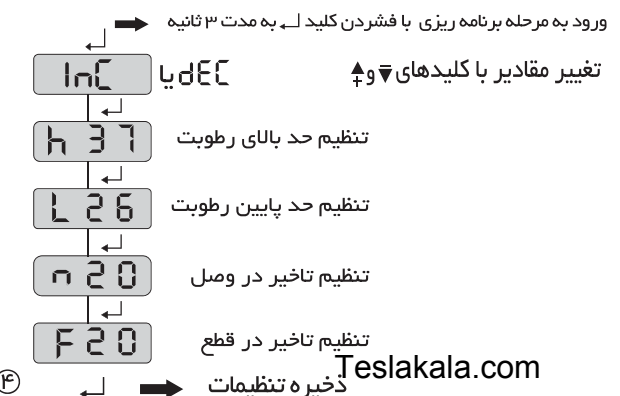 ورود به مرحله برنامه ریزی با فشردن کلید ↵ به مدت ۳ ثانیه
InC یا dEC تغییر مقادیر با کلیدهای ▼ و ▲
h 37 تنظیم حد بالای رطوبت
L 26 تنظیم حد پایین رطوبت
n 20 تنظیم تاخیر در وصل
F 20 تنظیم تاخیر در قطع
Teslakala.com
ذخیره تنظیمات
۴